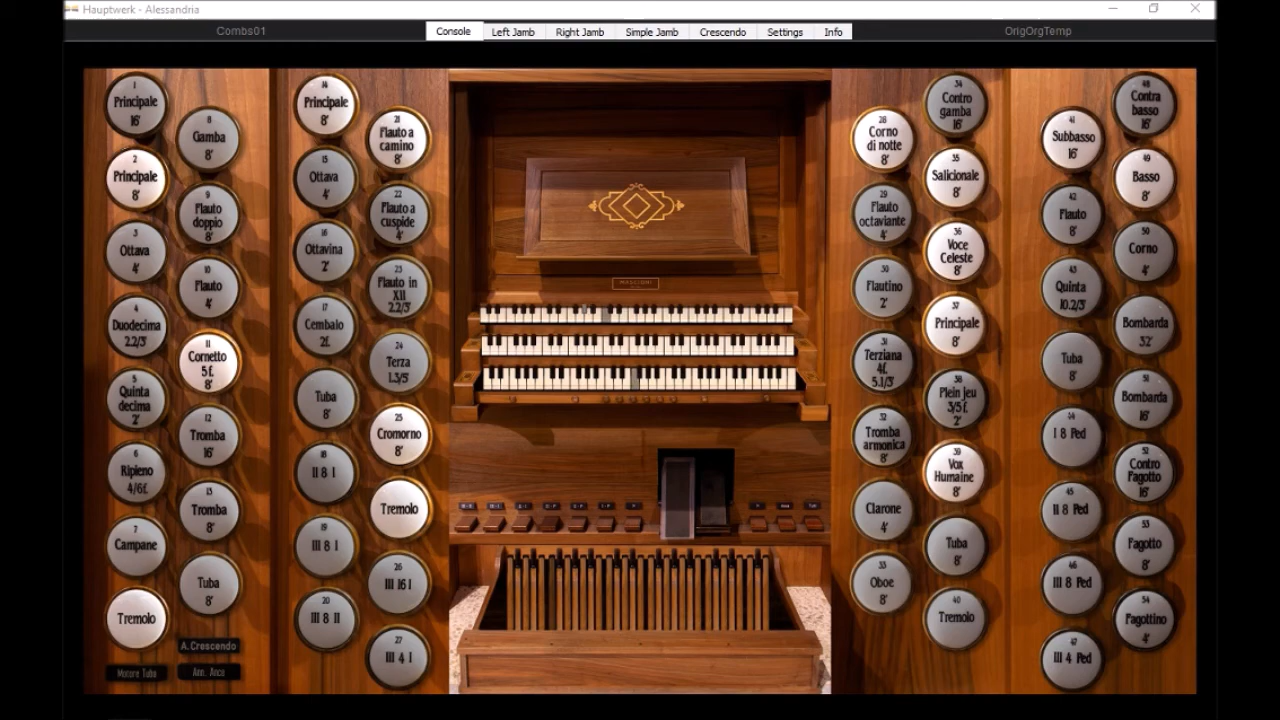 Hauptwerk - Alessandria
Combs01
Console
Left Jamb
Right Jamb
Simple Jamb
Crescendo
Settings
Info
OrigOrgTemp
1
Principale
16'
2
Principale
8'
3
Ottava
4'
4
Duodecima
2.2/3'
5
Quinta
decima
2'
6
Ripieno
4/6f.
7
Campane
Tremolo
Motore Tuba
8
Gamba
8'
9
Flauto
doppio
8'
10
Flauto
4'
11
Cornetto
5 f.
8'
12
Tromba
16'
13
Tromba
8'
Tuba
8'
A.Crescendo
Ann. Ance
14
Principale
8'
15
Ottava
4'
16
Ottavina
2'
17
Cembalo
2f.
Tuba
8'
18
II 8 I
19
III 8 I
20
III 8 II
21
Flauto a
camino
8'
22
Flauto a
cuspide
4'
23
Flauto in
XII
2.2/3'
24
Terza
1.3/5'
25
Cromorno
8'
Tremolo
26
III 16 I
27
III 4 I
28
Corno
di notte
8'
29
Flauto
octaviante
4'
30
Flautino
2'
31
Terziana
4f.
5.1/3'
32
Tromba
armonica
8'
Clarone
4'
33
Oboe
8'
34
Contro
gamba
16'
35
Salicionale
8'
36
Voce
Celeste
8'
37
Principale
8'
38
Plein jeu
3/5 f.
2'
39
Vox
Humaine
8'
Tuba
8'
40
Tremolo
41
Subbasso
16'
42
Flauto
8'
43
Quinta
10.2/3'
Tuba
8'
44
I 8 Ped
45
II 8 Ped
46
III 8 Ped
47
III 4 Ped
48
Contra
basso
16'
49
Basso
8'
50
Corno
4'
Bombarda
32'
51
Bombarda
16'
52
Contro
Fagotto
16'
53
Fagotto
8'
54
Fagottino
4'